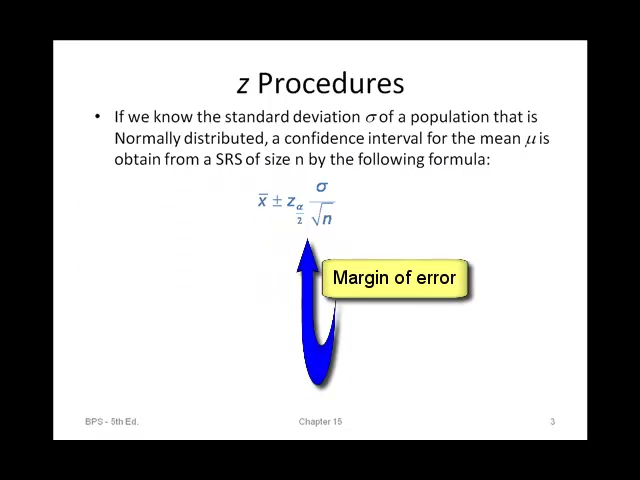 z Procedures
• If we know the standard deviation σ of a population that is
Normally distributed, a confidence interval for the mean μ is
obtain from a SRS of size n by the following formula:
x̄ ± z_{α/2} σ/√n
Margin of error
BPS - 5th Ed. Chapter 15 3